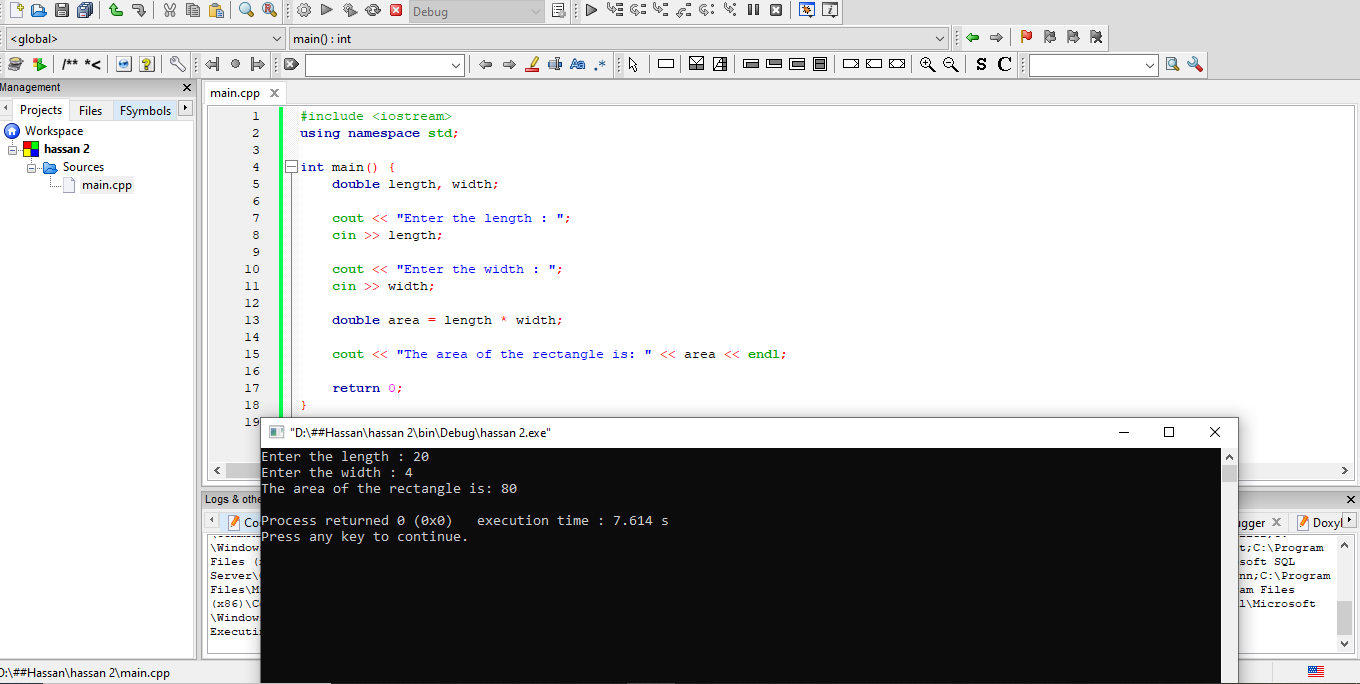 Debug
<global>
main() : int
/** *<
Aa .*
S C
Management
Projects Files FSymbols
Workspace
hassan 2
Sources
main.cpp
main.cpp
1 #include <iostream>
2 using namespace std;
3
4 int main() {
5 double length, width;
6
7 cout << "Enter the length : ";
8 cin >> length;
9
10 cout << "Enter the width : ";
11 cin >> width;
12
13 double area = length * width;
14
15 cout << "The area of the rectangle is: " << area << endl;
16
17 return 0;
18 }
19
"D:\##Hassan\hassan 2\bin\Debug\hassan 2.exe"
Enter the length : 20
Enter the width : 4
The area of the rectangle is: 80
Process returned 0 (0x0) execution time : 7.614 s
Press any key to continue.
Logs & othe
Co
\Window
Files (
Server\
Files\M
(x86)\C
\Window
Executi
ugger
Doxyl
t;C:\Program
soft SQL
nn;C:\Program
am Files
l\Microsoft
D:\##Hassan\hassan 2\main.cpp